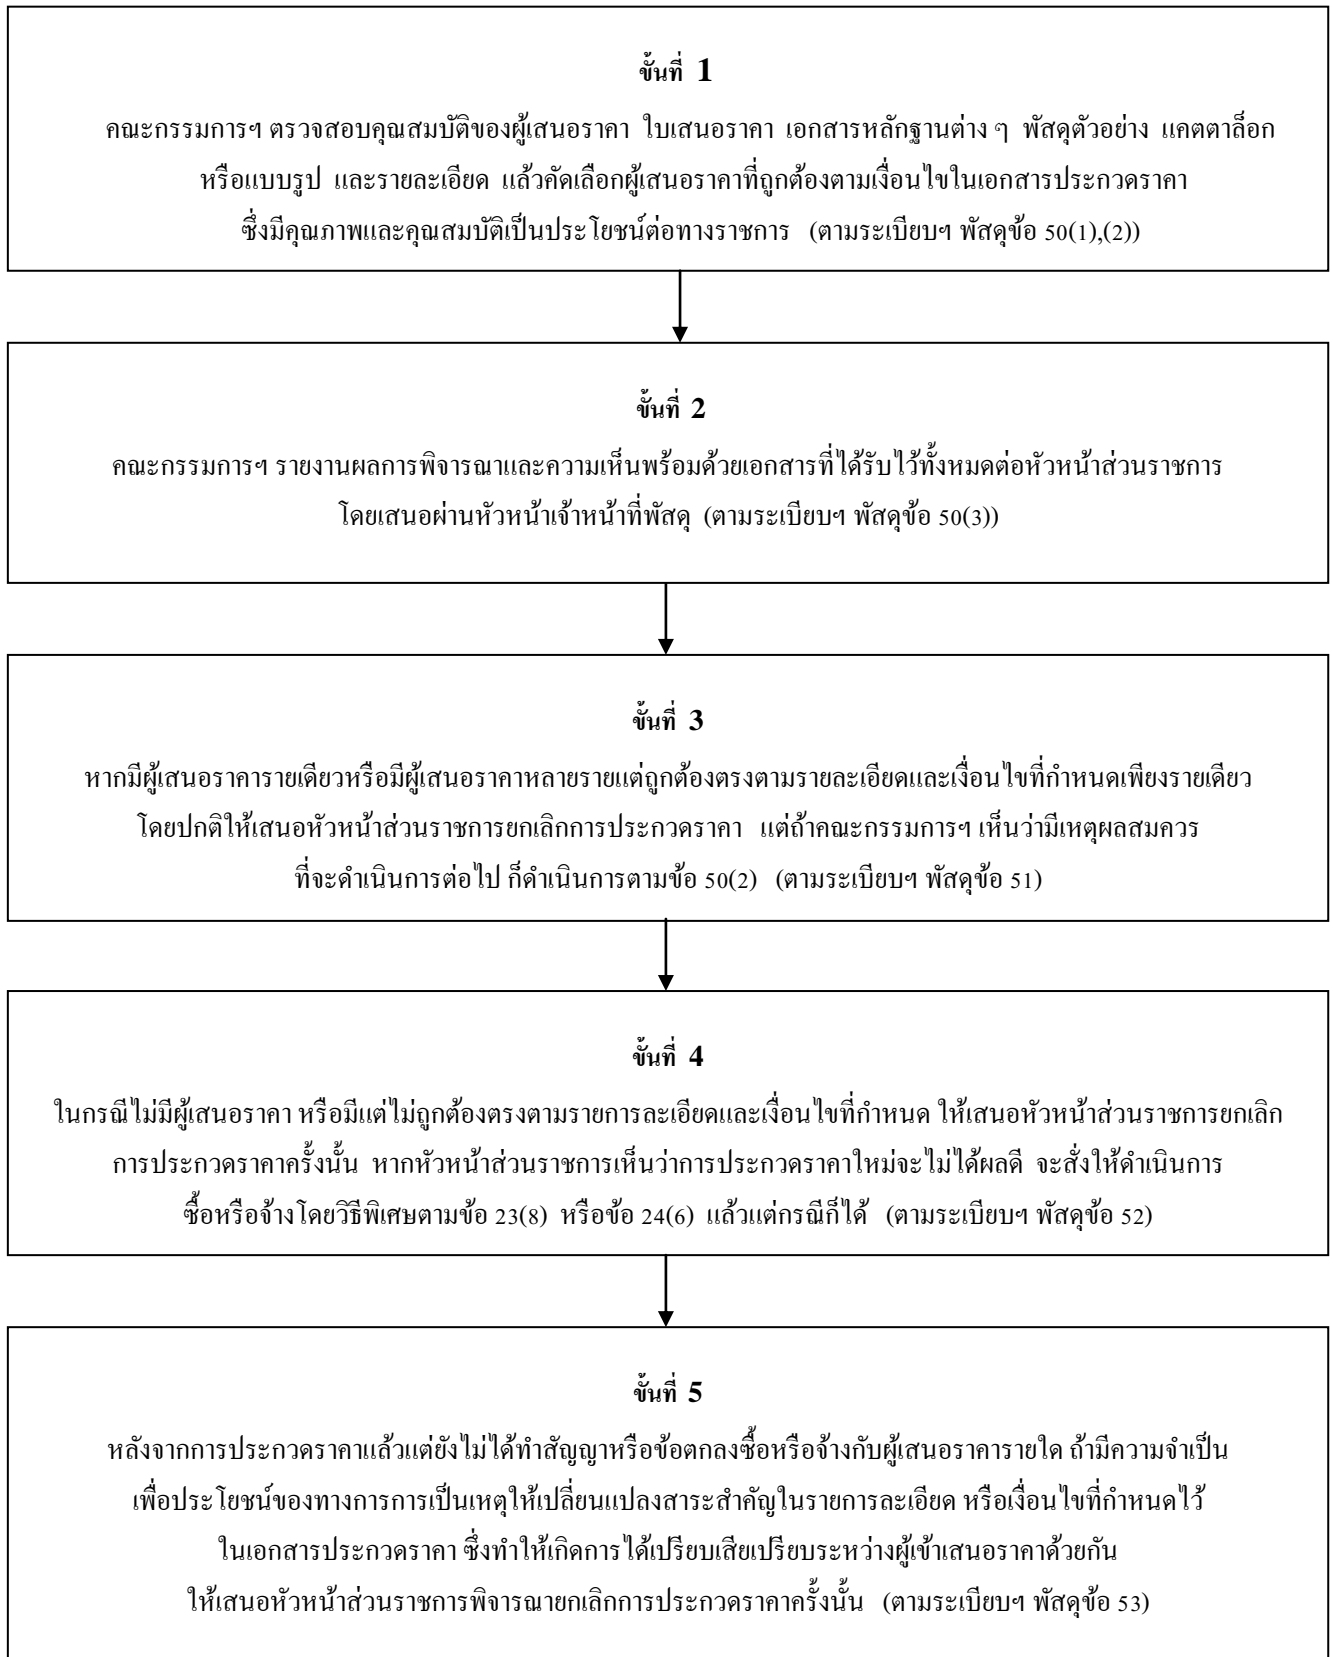 ขั้นที่ 1
คณะกรรมการฯ ตรวจสอบคุณสมบัติของผู้เสนอราคา ใบเสนอราคา เอกสารหลักฐานต่าง ๆ พัสดุตัวอย่าง แคตตาล็อก
หรือแบบรูป และรายละเอียด แล้วคัดเลือกผู้เสนอราคาที่ถูกต้องตามเงื่อนไขในเอกสารประกวดราคา
ซึ่งมีคุณภาพและคุณสมบัติเป็นประโยชน์ต่อทางราชการ (ตามระเบียบฯ พัสดุข้อ 50(1),(2))
ขั้นที่ 2
คณะกรรมการฯ รายงานผลการพิจารณาและความเห็นพร้อมด้วยเอกสารที่ได้รับไว้ทั้งหมดต่อหัวหน้าส่วนราชการ
โดยเสนอผ่านหัวหน้าเจ้าหน้าที่พัสดุ (ตามระเบียบฯ พัสดุข้อ 50(3))
ขั้นที่ 3
หากมีผู้เสนอราคารายเดียวหรือมีผู้เสนอราคาหลายรายแต่ถูกต้องตรงตามรายละเอียดและเงื่อนไขที่กำหนดเพียงรายเดียว
โดยปกติให้เสนอหัวหน้าส่วนราชการยกเลิกการประกวดราคา แต่ถ้าคณะกรรมการฯ เห็นว่ามีเหตุผลสมควร
ที่จะดำเนินการต่อไป ก็ดำเนินการตามข้อ 50(2) (ตามระเบียบฯ พัสดุข้อ 51)
ขั้นที่ 4
ในกรณีไม่มีผู้เสนอราคา หรือมีแต่ไม่ถูกต้องตรงตามรายการละเอียดและเงื่อนไขที่กำหนด ให้เสนอหัวหน้าส่วนราชการยกเลิก
การประกวดราคาครั้งนั้น หากหัวหน้าส่วนราชการเห็นว่าการประกวดราคาใหม่จะไม่ได้ผลดี จะสั่งให้ดำเนินการ
ซื้อหรือจ้างโดยวิธีพิเศษตามข้อ 23(8) หรือข้อ 24(6) แล้วแต่กรณีก็ได้ (ตามระเบียบฯ พัสดุข้อ 52)
ขั้นที่ 5
หลังจากการประกวดราคาแล้วแต่ยังไม่ได้ทำสัญญาหรือข้อตกลงซื้อหรือจ้างกับผู้เสนอราคารายใด ถ้ามีความจำเป็น
เพื่อประโยชน์ของทางการการเป็นเหตุให้เปลี่ยนแปลงสาระสำคัญในรายการละเอียด หรือเงื่อนไขที่กำหนดไว้
ในเอกสารประกวดราคา ซึ่งทำให้เกิดการได้เปรียบเสียเปรียบระหว่างผู้เข้าเสนอราคาด้วยกัน
ให้เสนอหัวหน้าส่วนราชการพิจารณายกเลิกการประกวดราคาครั้งนั้น (ตามระเบียบฯ พัสดุข้อ 53)